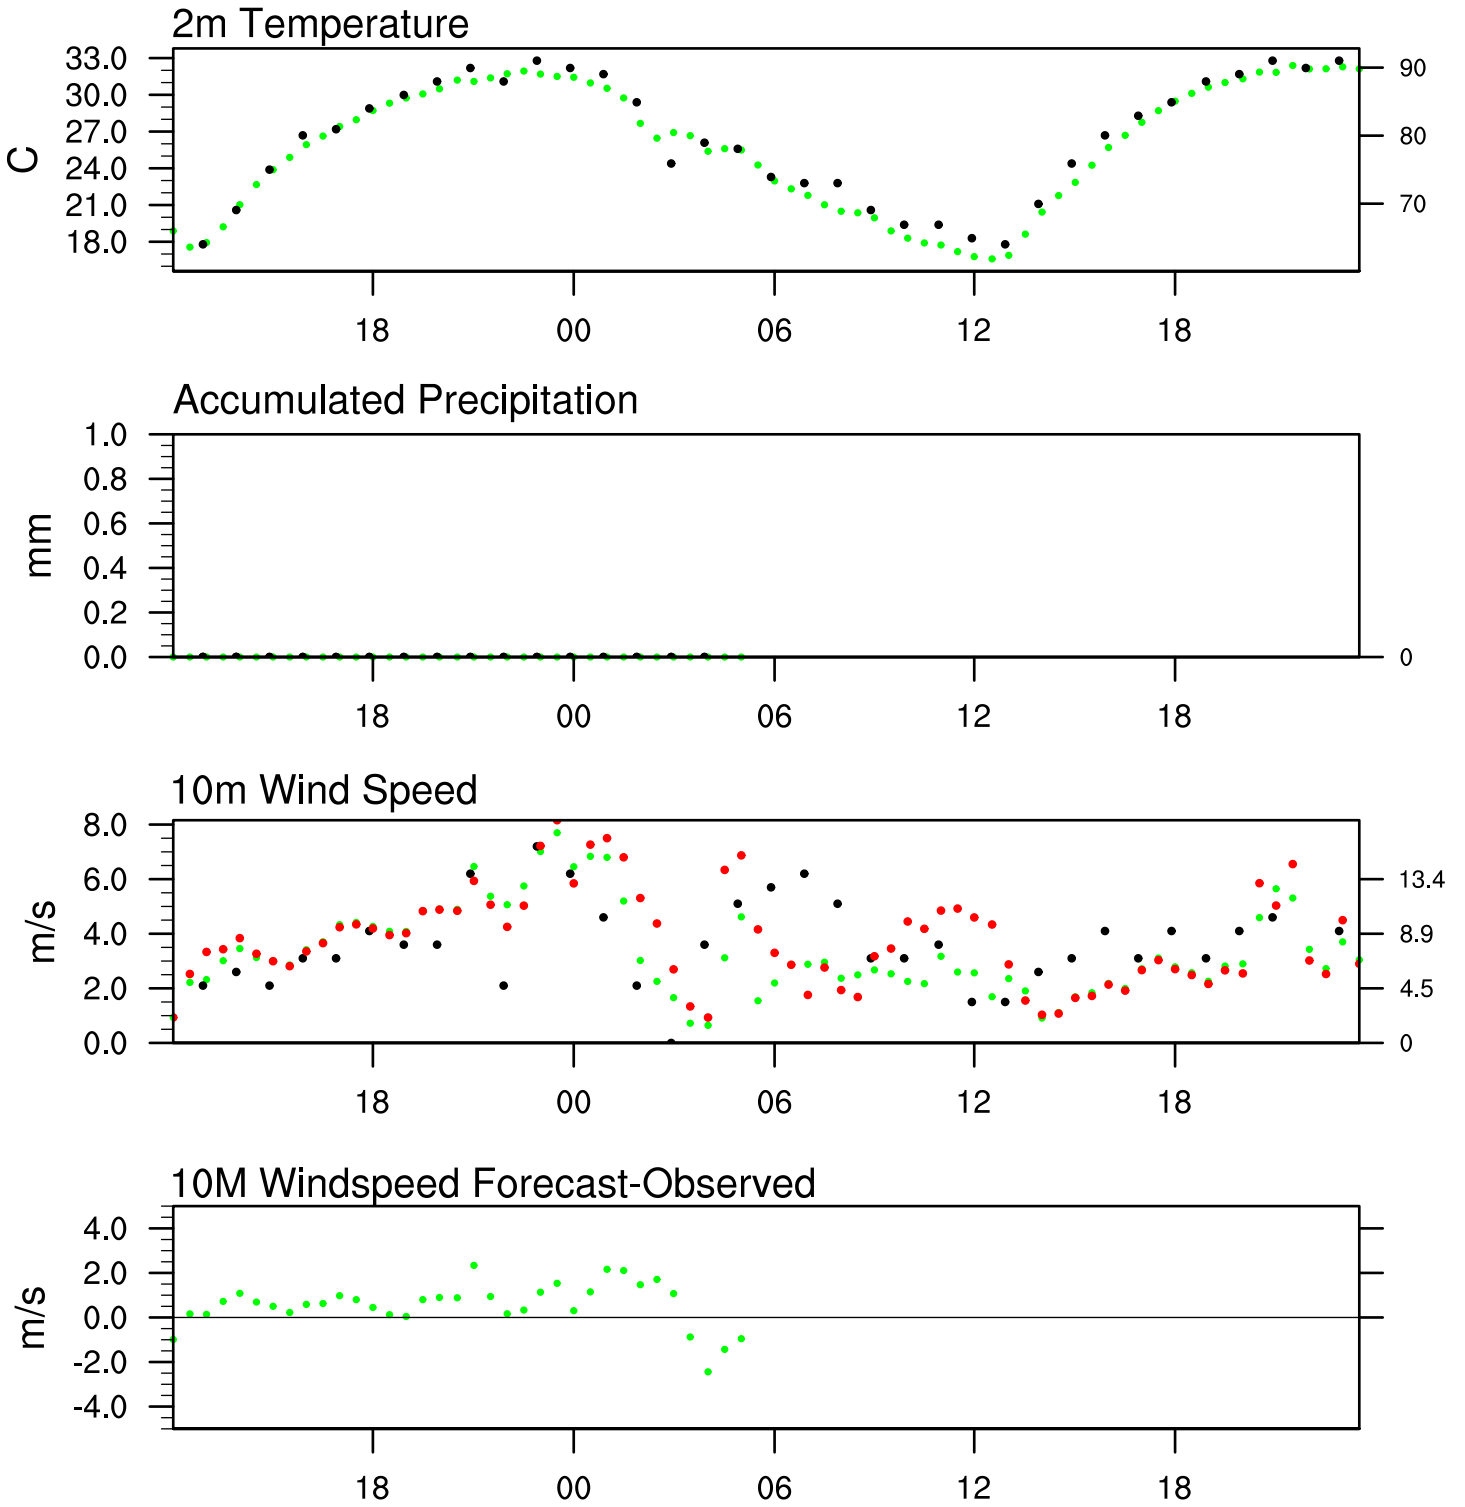 2m Temperature
33.0
30.0
27.0
24.0
21.0
18.0
C
90
80
70
18 00 06 12 18
Accumulated Precipitation
1.0
0.8
0.6
0.4
0.2
0.0
mm
0
18 00 06 12 18
10m Wind Speed
8.0
6.0
4.0
2.0
0.0
m/s
13.4
8.9
4.5
0
18 00 06 12 18
10M Windspeed Forecast-Observed
4.0
2.0
0.0
-2.0
-4.0
m/s
18 00 06 12 18